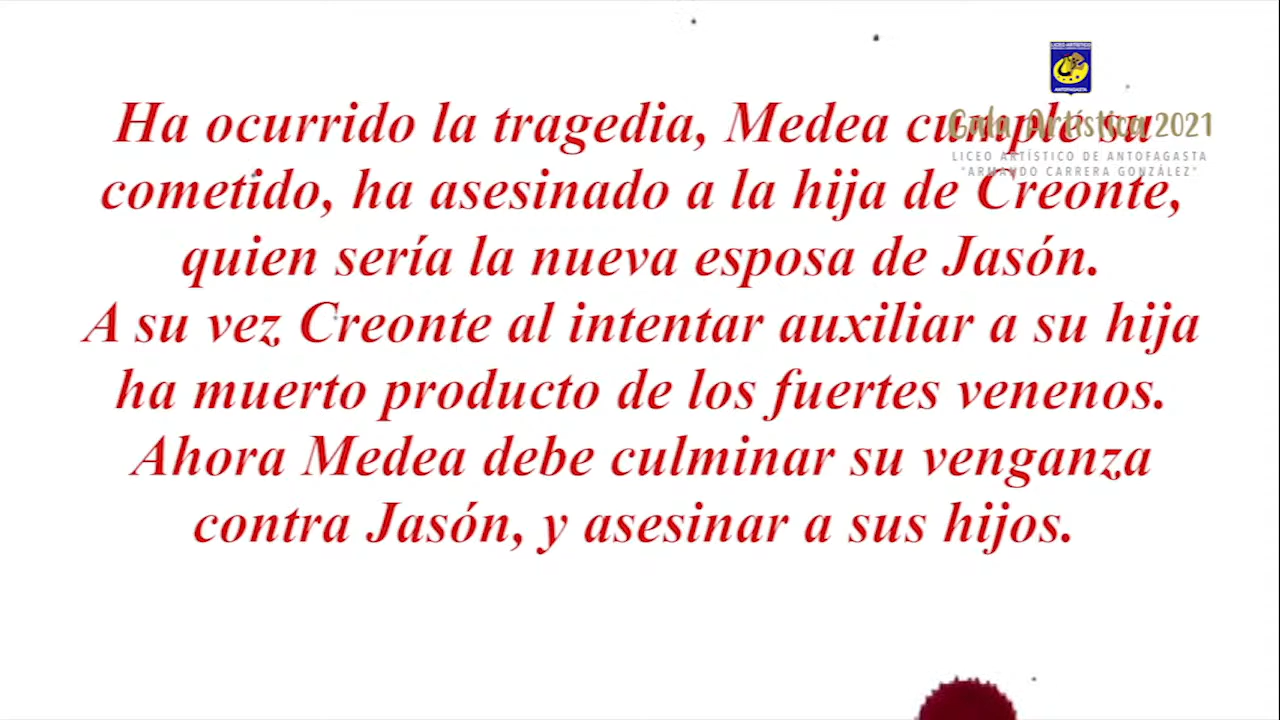 LICEO ARTÍSTICO
ANTOFAGASTA
Gala Artística 2021
LICEO ARTÍSTICO DE ANTOFAGASTA
"ARMANDO CARRERA GONZÁLEZ"
Ha ocurrido la tragedia, Medea cumple su
cometido, ha asesinado a la hija de Creonte,
quien sería la nueva esposa de Jasón.
A su vez Creonte al intentar auxiliar a su hija
ha muerto producto de los fuertes venenos.
Ahora Medea debe culminar su venganza
contra Jasón, y asesinar a sus hijos.